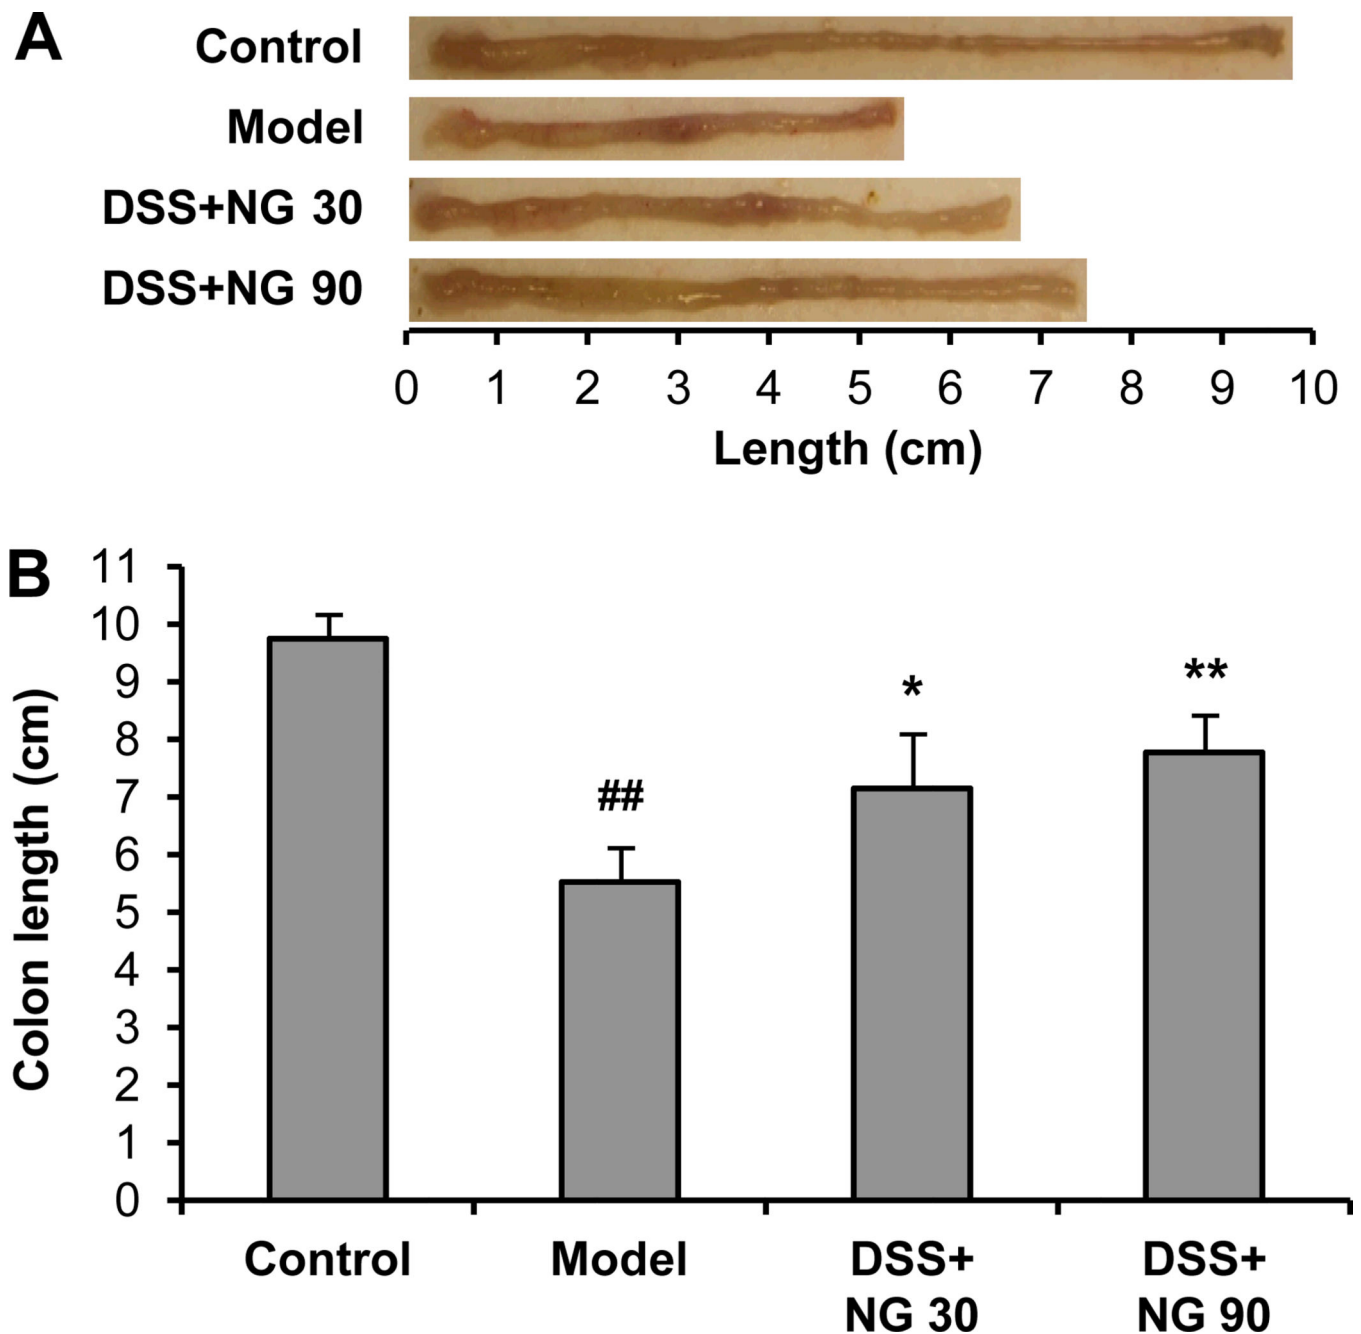 A
Control
Model
DSS+NG 30
DSS+NG 90
0 1 2 3 4 5 6 7 8 9 10
Length (cm)
B
Colon length (cm)
11
10
9
8
7
6
5
4
3
2
1
0
##
*
**
Control Model DSS+ DSS+
NG 30 NG 90